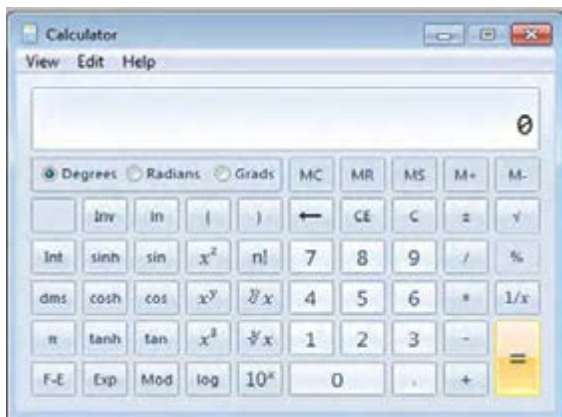 Calculator
View Edit Help
0
Degrees Radians Grads MC MR MS M+ M-
Inv ln ( ) ← CE C ± √
Int sinh sin x² n! 7 8 9 / %
dms cosh cos xʸ ʸ√x 4 5 6 * 1/x
π tanh tan x³ ³√x 1 2 3 - =
F-E Exp Mod log 10ˣ 0 . +